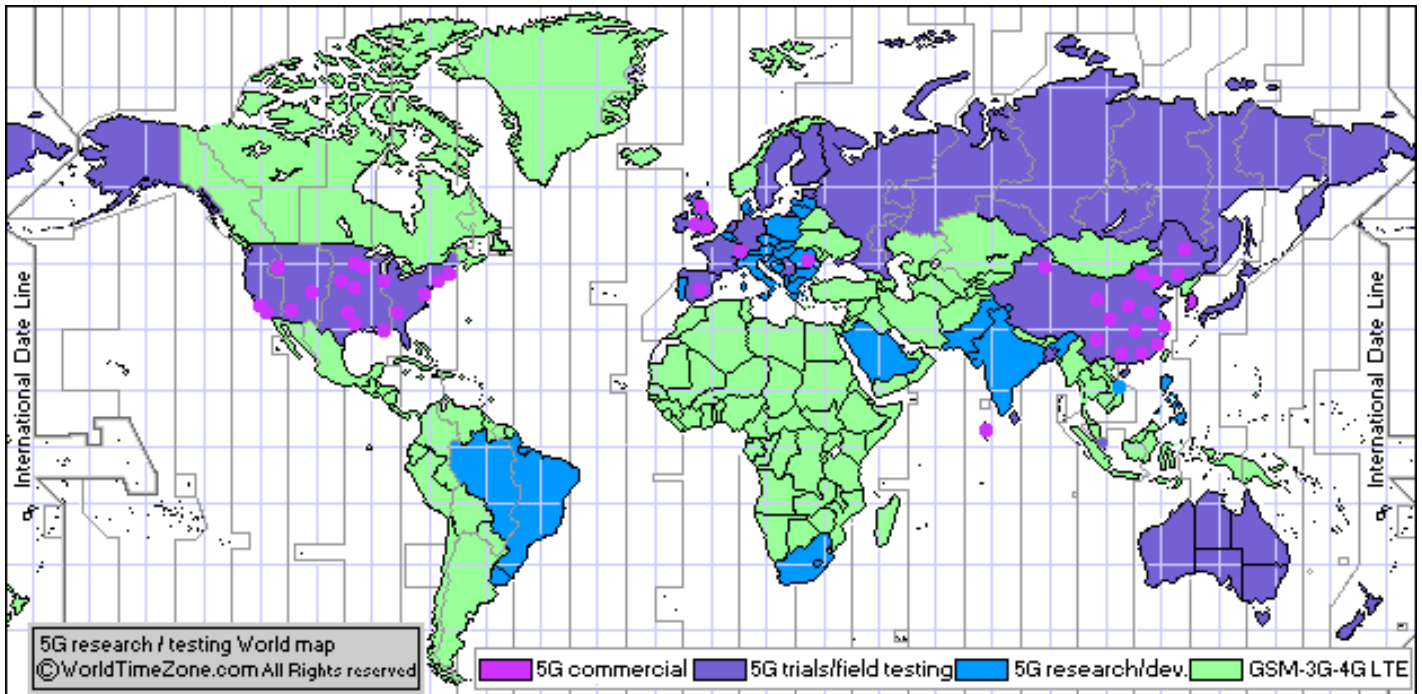 International Date Line
International Date Line
5G research / testing World map
©WorldTimeZone.com All Rights reserved
5G commercial
5G trials/field testing
5G research/dev.
GSM-3G-4G LTE